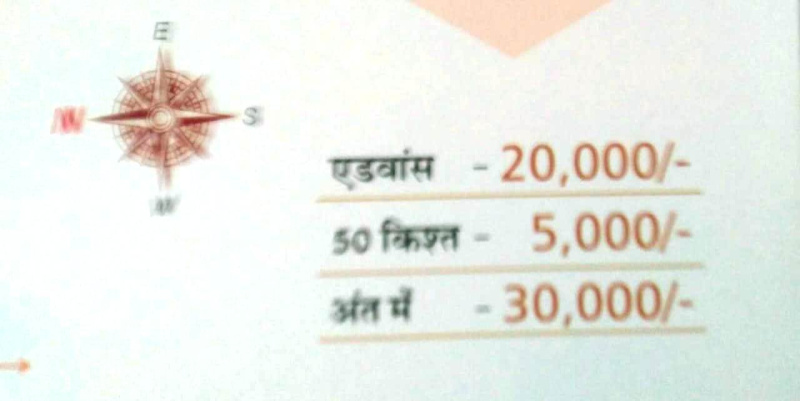 E
N S
W
एडवांस - 20,000/-
50 किश्त - 5,000/-
अंत में - 30,000/-